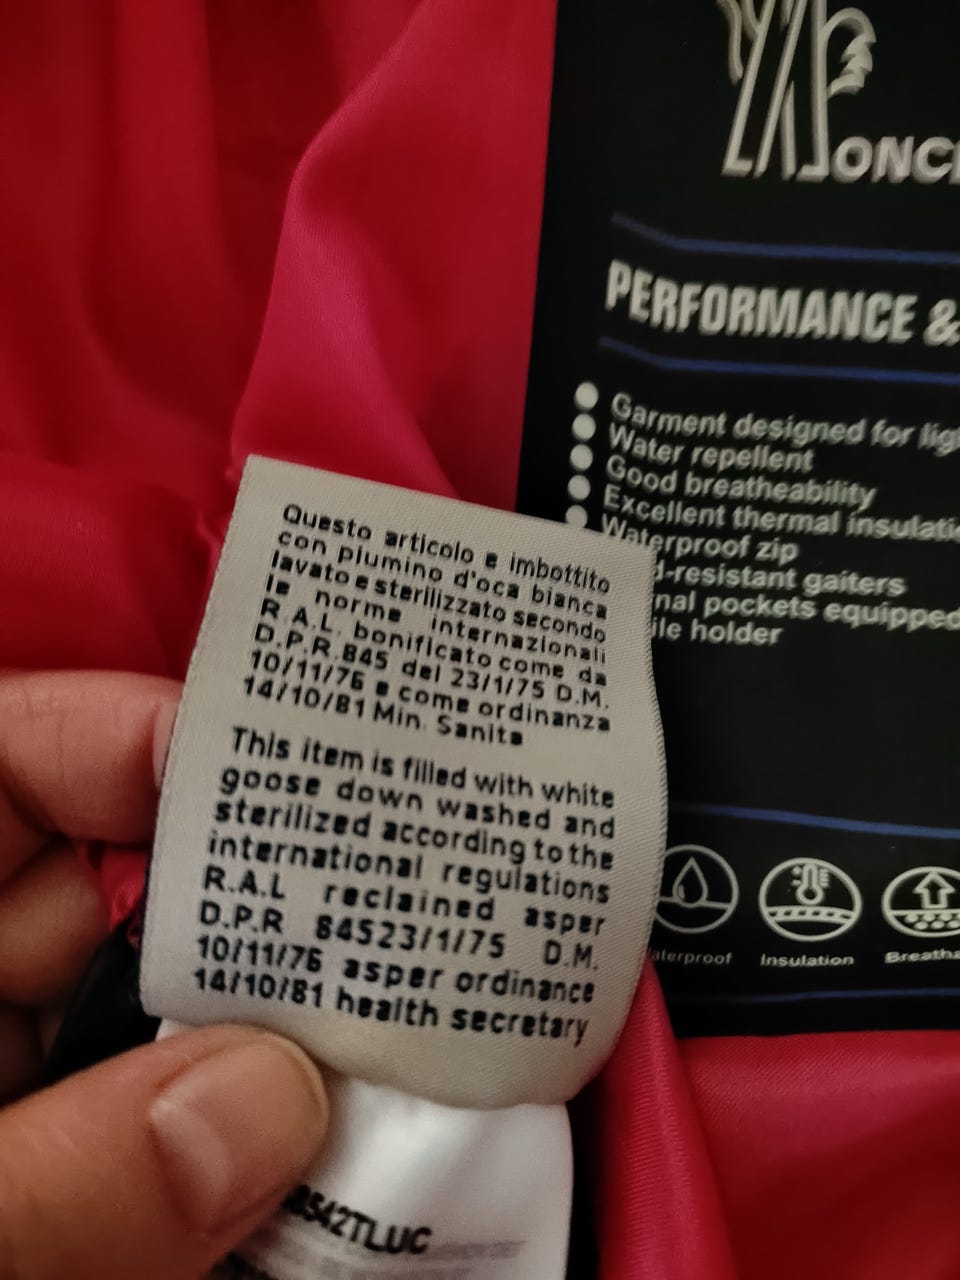 ONC
PERFORMANCE &
Garment designed for
Water repellent
Good breatheability
Excellent thermal
Waterproof zip
-resistant gaiters
pockets equipped
holder
Questo articolo e imbottito
con piumino d'oca bianca
lavato e sterilizzato secondo
le norme internazionali
R.A.L. bonificato come da
D.P.R.845 del 23/1/75 D.M.
10/11/76 e come ordinanza
14/10/81 Min. Sanita
This item is filled with white
goose down washed and
sterilized according to the
international regulations
R.A.L reclained asper
D.P.R 84523/1/75 D.M.
10/11/76 asper ordinance
14/10/81 health secretary
aterproof Insulation Breatha
8542TLUC